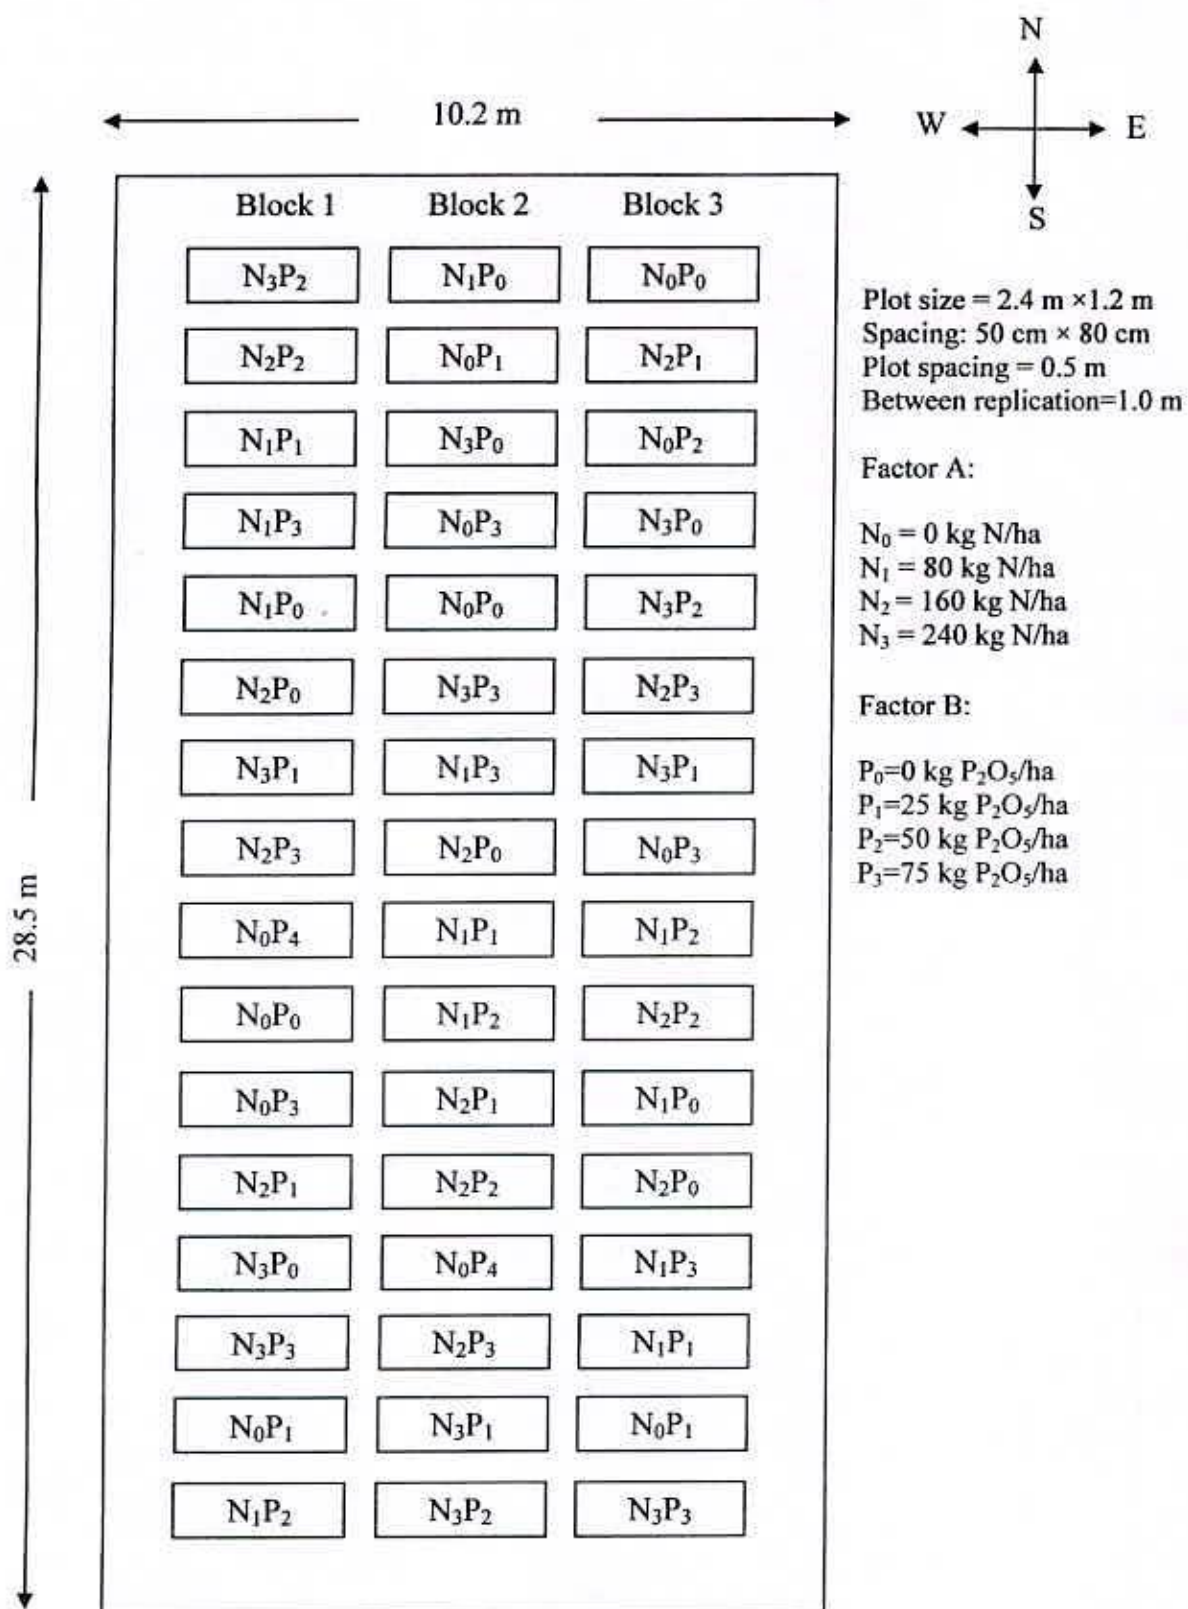 N
10.2 m
W E
S
Block 1 Block 2 Block 3
N₃P₂ N₁P₀ N₀P₀
N₂P₂ N₀P₁ N₂P₁
N₁P₁ N₃P₀ N₀P₂
N₁P₃ N₀P₃ N₃P₀
N₁P₀ N₀P₀ N₃P₂
N₂P₀ N₃P₃ N₂P₃
N₃P₁ N₁P₃ N₃P₁
N₂P₃ N₂P₀ N₀P₃
N₀P₄ N₁P₁ N₁P₂
N₀P₀ N₁P₂ N₂P₂
N₀P₃ N₂P₁ N₁P₀
N₂P₁ N₂P₂ N₂P₀
N₃P₀ N₀P₄ N₁P₃
N₃P₃ N₂P₃ N₁P₁
N₀P₁ N₃P₁ N₀P₁
N₁P₂ N₃P₂ N₃P₃
28.5 m
Plot size = 2.4 m ×1.2 m
Spacing: 50 cm × 80 cm
Plot spacing = 0.5 m
Between replication=1.0 m
Factor A:
N₀ = 0 kg N/ha
N₁ = 80 kg N/ha
N₂ = 160 kg N/ha
N₃ = 240 kg N/ha
Factor B:
P₀=0 kg P₂O₅/ha
P₁=25 kg P₂O₅/ha
P₂=50 kg P₂O₅/ha
P₃=75 kg P₂O₅/ha